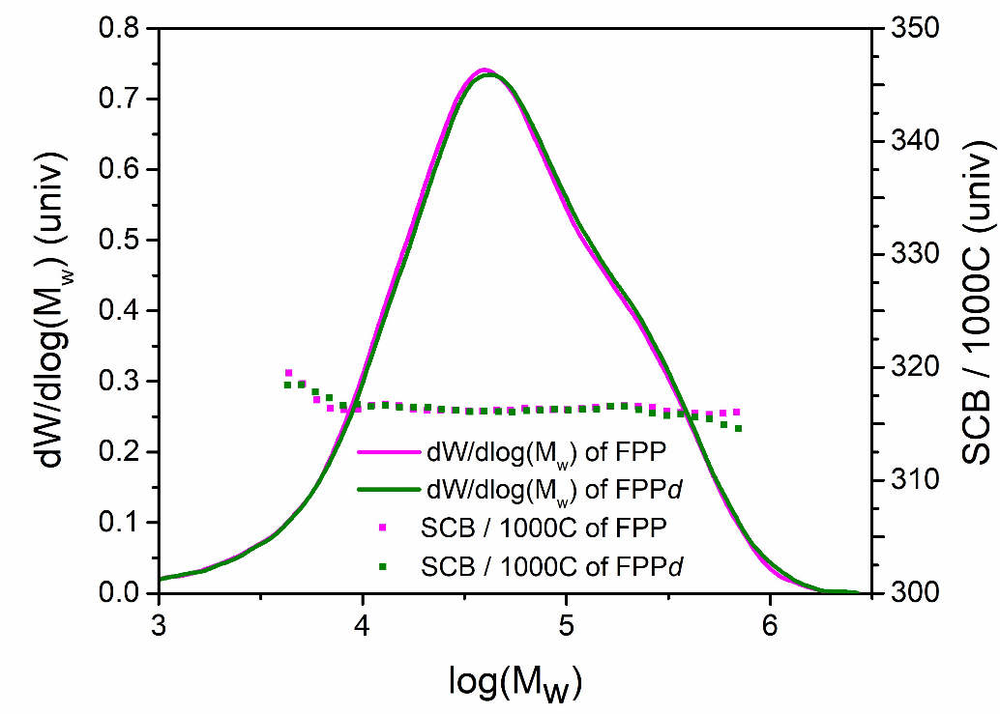 0.8
0.7
0.6
0.5
0.4
0.3
0.2
0.1
0.0
dW/dlog(Mw) (univ)
350
340
330
320
310
300
SCB / 1000C (univ)
dW/dlog(Mw) of FPP
dW/dlog(Mw) of FPPd
SCB / 1000C of FPP
SCB / 1000C of FPPd
3 4 5 6
log(Mw)